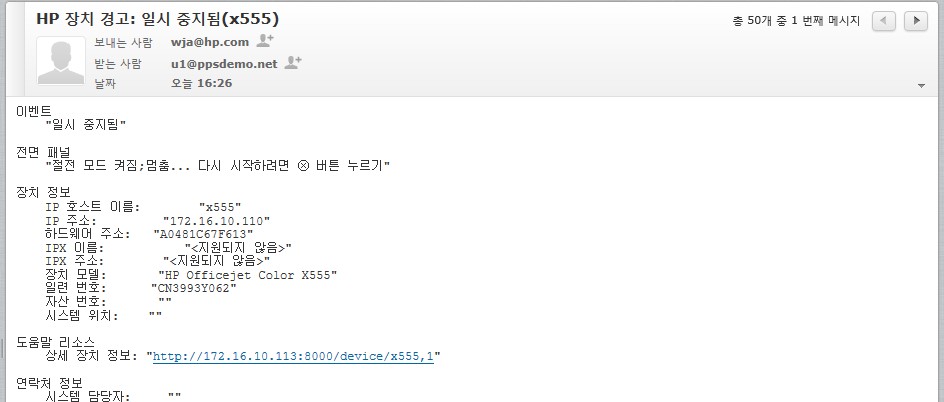 HP 장치 경고: 일시 중지됨(x555)
총 50개 중 1 번째 메시지
보내는 사람 wja@hp.com
받는 사람 u1@ppsdemo.net
날짜 오늘 16:26
이벤트
"일시 중지됨"
전면 패널
"절전 모드 켜짐;멈춤... 다시 시작하려면 ⓧ 버튼 누르기"
장치 정보
IP 호스트 이름: "x555"
IP 주소: "172.16.10.110"
하드웨어 주소: "A0481C67F613"
IPX 이름: "<지원되지 않음>"
IPX 주소: "<지원되지 않음>"
장치 모델: "HP Officejet Color X555"
일련 번호: "CN3993Y062"
자산 번호: ""
시스템 위치: ""
도움말 리소스
상세 장치 정보: "http://172.16.10.113:8000/device/x555,1"
연락처 정보
시스템 담당자: ""